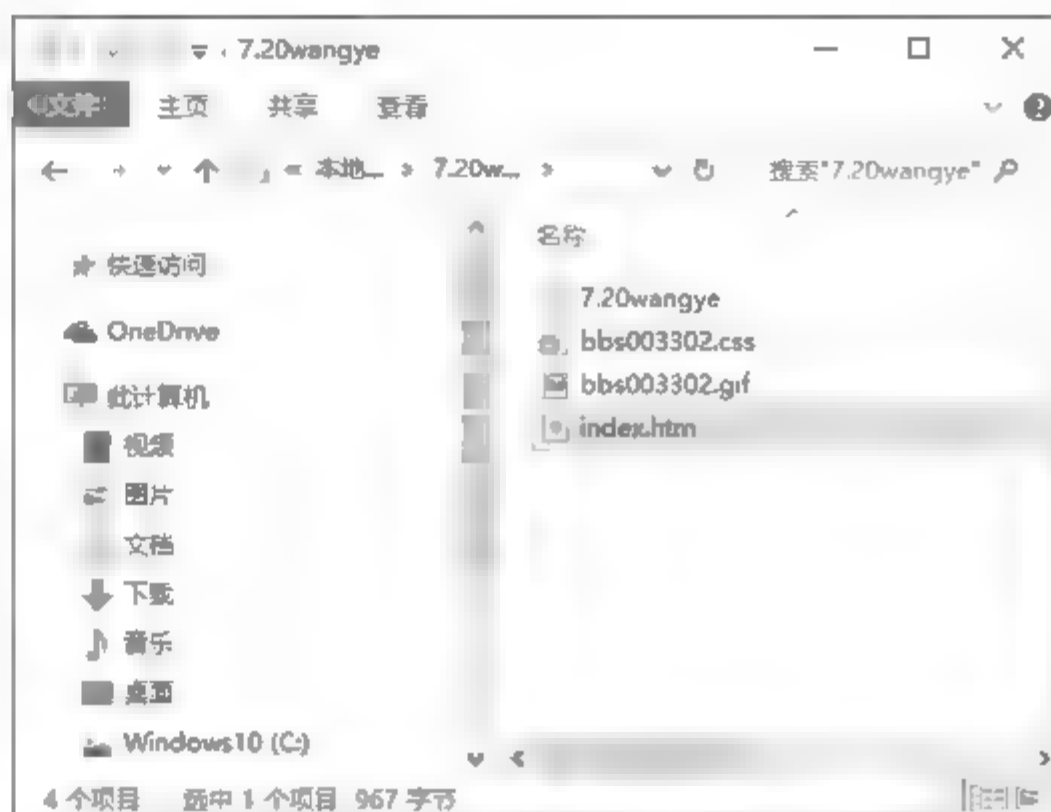 7.20wangye
文件 主页 共享 查看
本地... 7.20w... 搜索"7.20wangye"
名称
快速访问
7.20wangye
OneDrive
bbs003302.css
bbs003302.gif
此计算机
index.htm
视频
图片
文档
下载
音乐
桌面
Windows10 (C:)
4 个项目 选中 1 个项目 967 字节